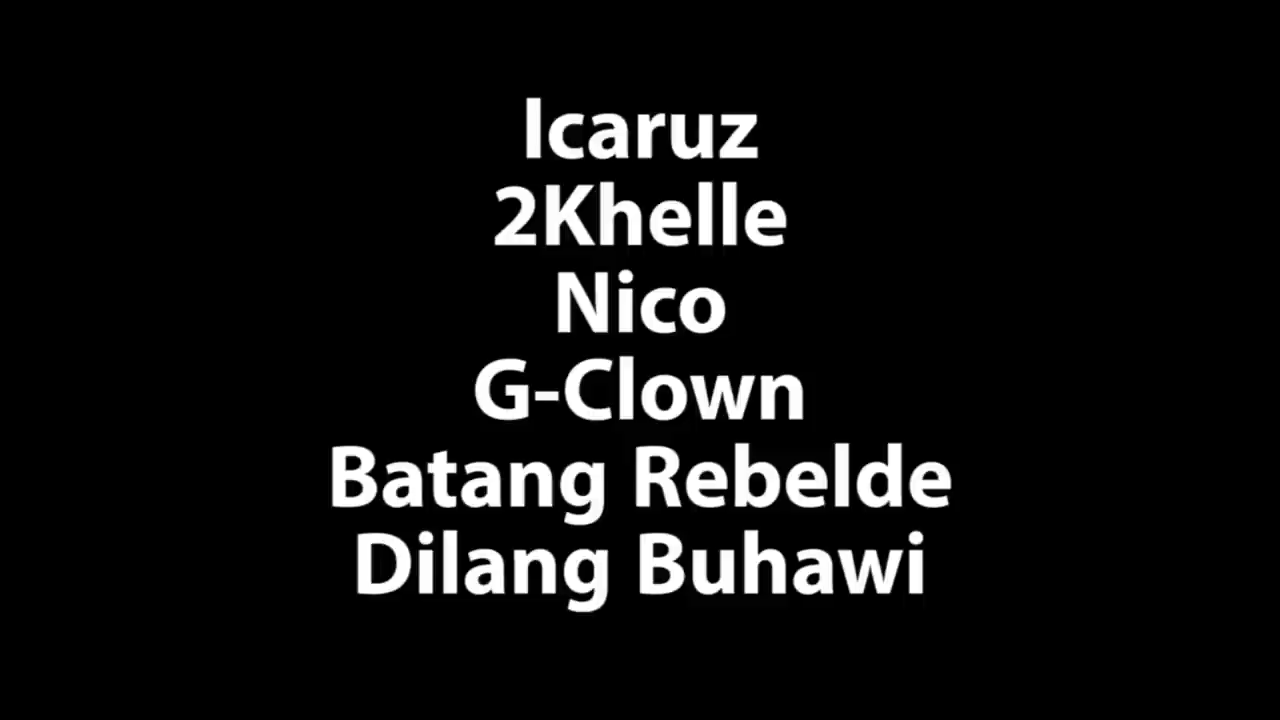 Icaruz
2Khelle
Nico
G-Clown
Batang Rebelde
Dilang Buhawi